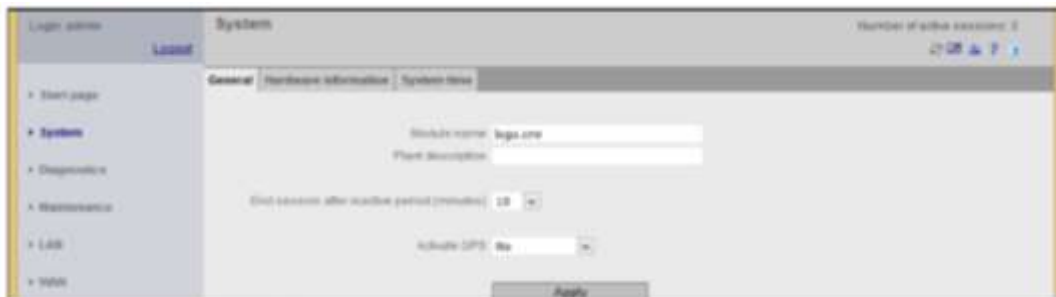 Login: admin
Logout
System
Number of active sessions:
Start page
System
Diagnostics
Maintenance
LAN
WAN
General Hardware information System time
Module name
Plant description
End session after inactive period (minutes) 10
Activate GPS No
Apply